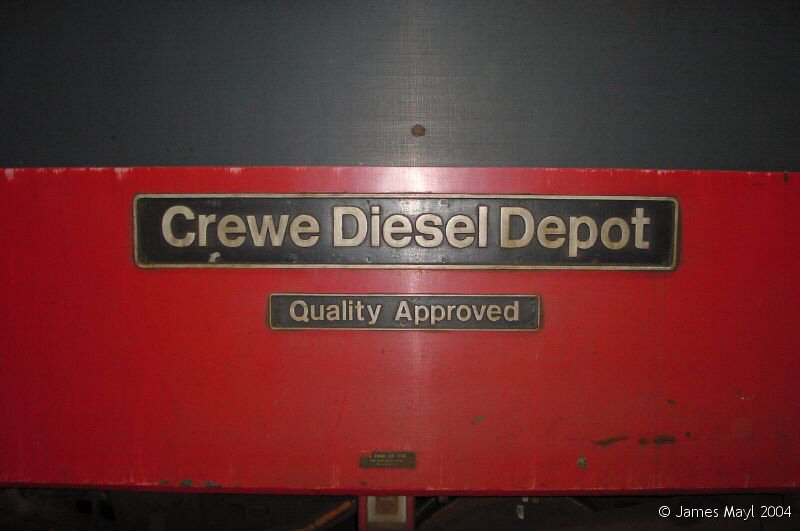 Crewe Diesel Depot
Quality Approved
© James Mayl 2004